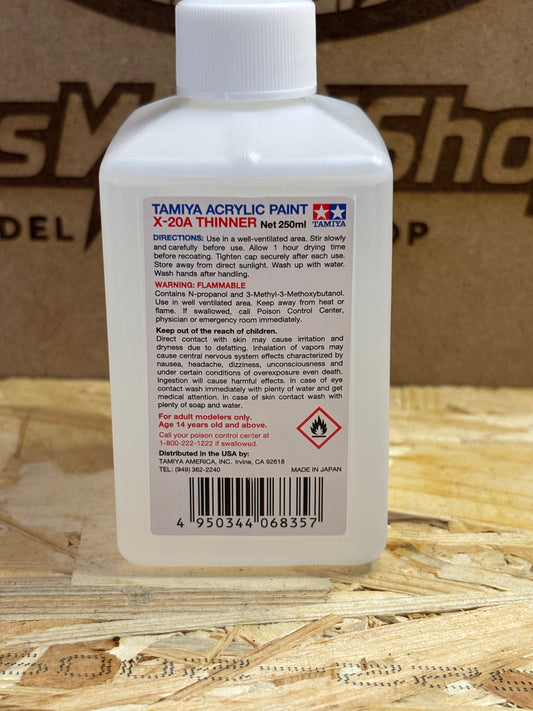 sM Sho
DEL OP
TAMIYA ACRYLIC PAINT
X-20A THINNER Net 250ml
TAMIYA
DIRECTIONS: Use in a well-ventilated area. Stir slowly
and carefully before use. Allow 1 hour drying time
before recoating. Tighten cap securely after each use.
Store away from direct sunlight. Wash up with water.
Wash hands after handling.
WARNING: FLAMMABLE
Contains N-propanol and 3-Methyl-3-Methoxybutanol.
Use in well ventilated area. Keep away from heat or
flame. If swallowed, call Poison Control Center,
physician or emergency room immediately.
Keep out of the reach of children.
Direct contact with skin may cause irritation and
dryness due to defatting. Inhalation of vapors may
cause central nervous system effects characterized by
nausea, headache, dizziness, unconsciousness and
under certain conditions of overexposure even death.
Ingestion will cause harmful effects. In case of eye
contact wash immediately with plenty of water and get
medical attention. In case of skin contact wash with
plenty of soap and water.
For adult modelers only.
Age 14 years old and above.
Call your poison control center at
1-800-222-1222 if swallowed.
Distributed in the USA by:
TAMIYA AMERICA, INC. Irvine, CA 92618
TEL: (949) 362-2240 MADE IN JAPAN
4 950344 068357